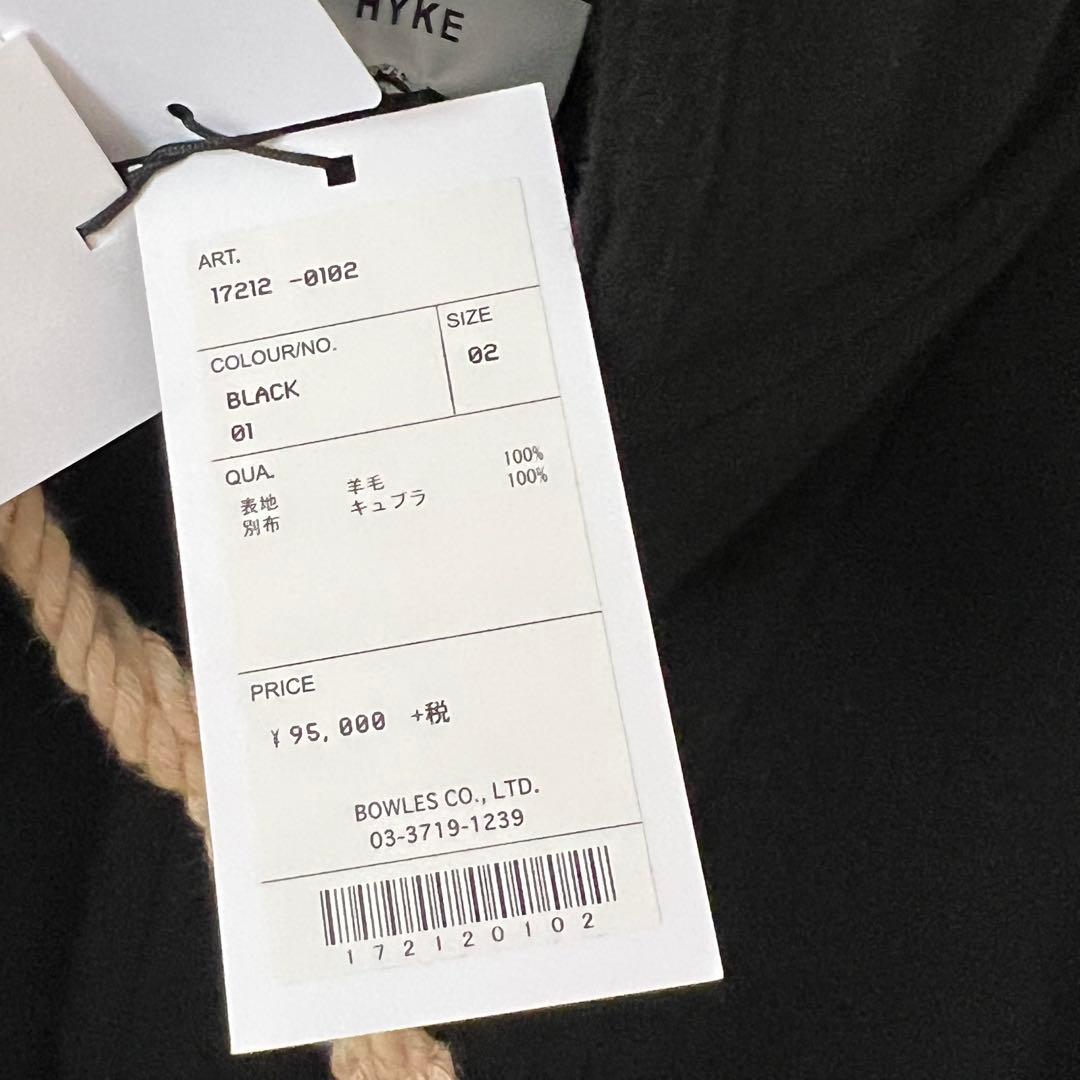 HYKE
ART.
17212 -0102
COLOUR/NO.
BLACK
01
SIZE
02
QUA.
表地 羊毛 100%
別布 キュプラ 100%
PRICE
¥95,000 +税
BOWLES CO., LTD.
03-3719-1239
172120102